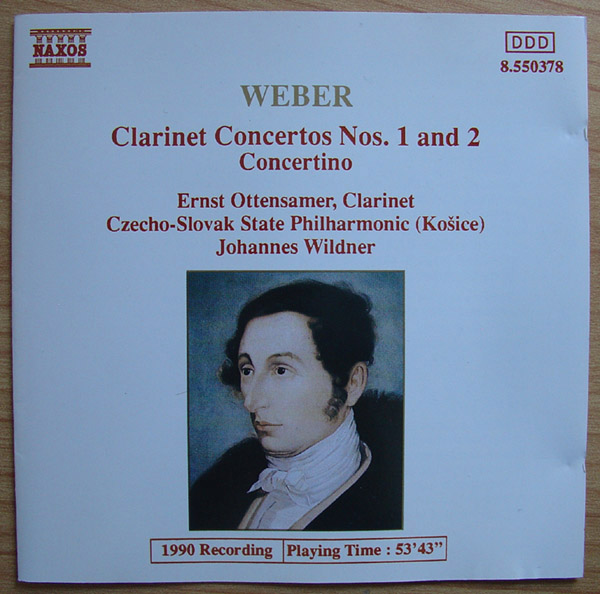 NAXOS
DDD
8.550378
WEBER
Clarinet Concertos Nos. 1 and 2
Concertino
Ernst Ottensamer, Clarinet
Czecho-Slovak State Philharmonic (Košice)
Johannes Wildner
1990 Recording Playing Time : 53’43”